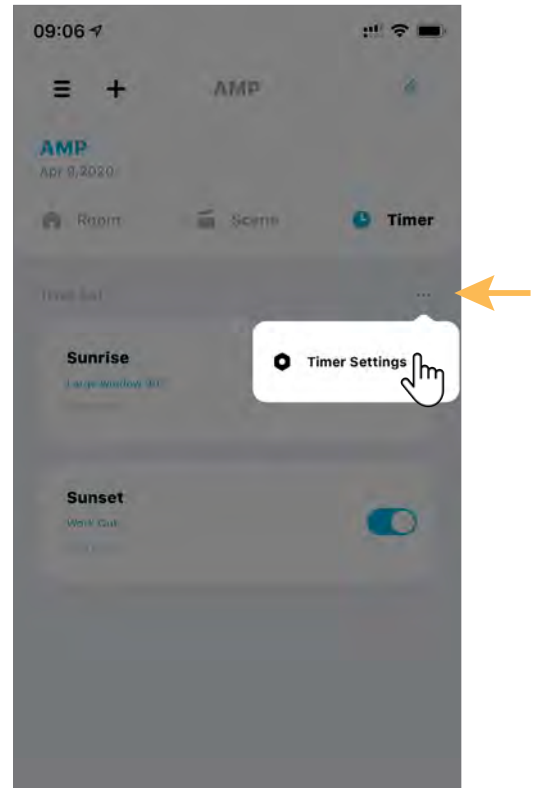 09:06
AMP
AMP
Apr 9,2020
Room
Scene
Timer
Timer Settings
Sunrise
Sunset
Work Out